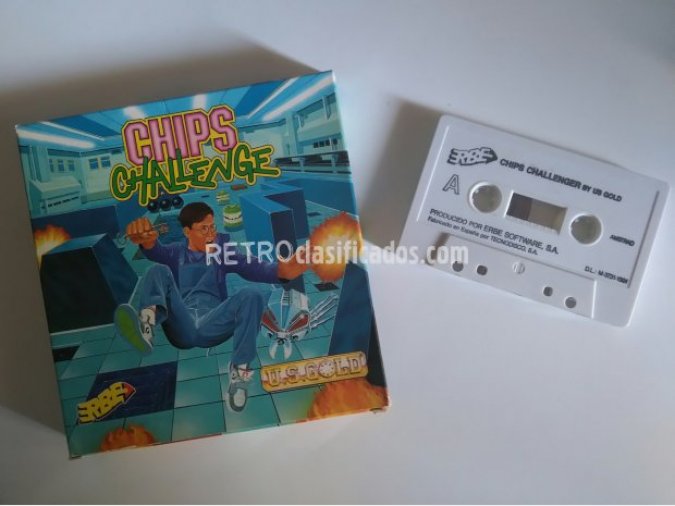 CHIPS
CHALLENGE
RETROclasificados.com
U.S.GOLD
ERBE
ERBE CHIPS CHALLENGER BY US GOLD
A
PRODUCIDO POR ERBE SOFTWARE, S.A.
Fabricado en España por TECNODISCO, S.A.
AMSTRAD
D.L.: